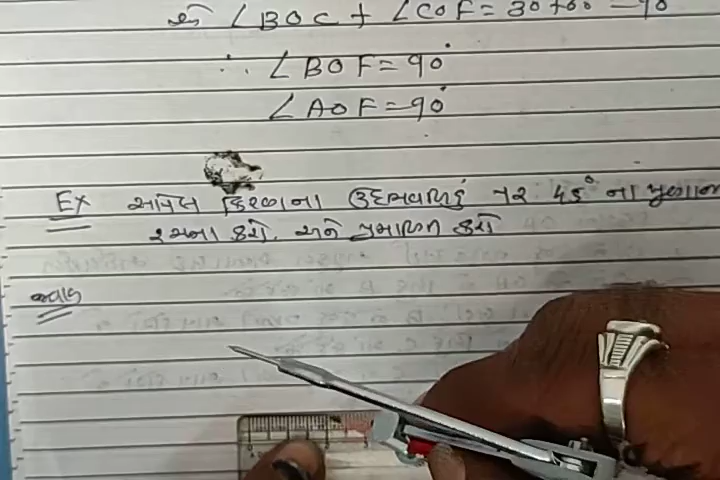 ∠BOC + ∠COF = 30+60 = 90
∴ ∠BOF = 90°
∠AOF = 90°
Ex આપેલ કિરણના ઉદ્ભવબિંદું પર 45° ના ખુણાની
રચના કરો. અને પ્રમાણિત કરો
જવાબ